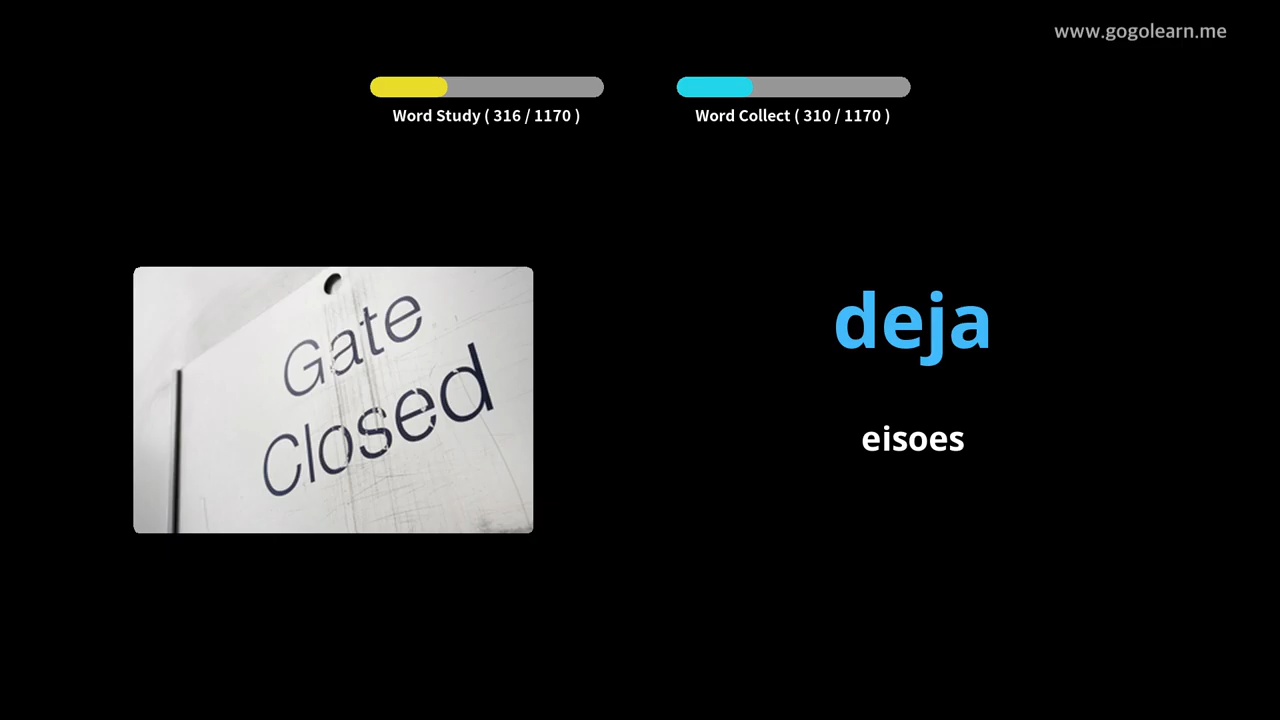 www.gogolearn.me
Word Study ( 316 / 1170 )
Word Collect ( 310 / 1170 )
Gate
Closed
deja
eisoes